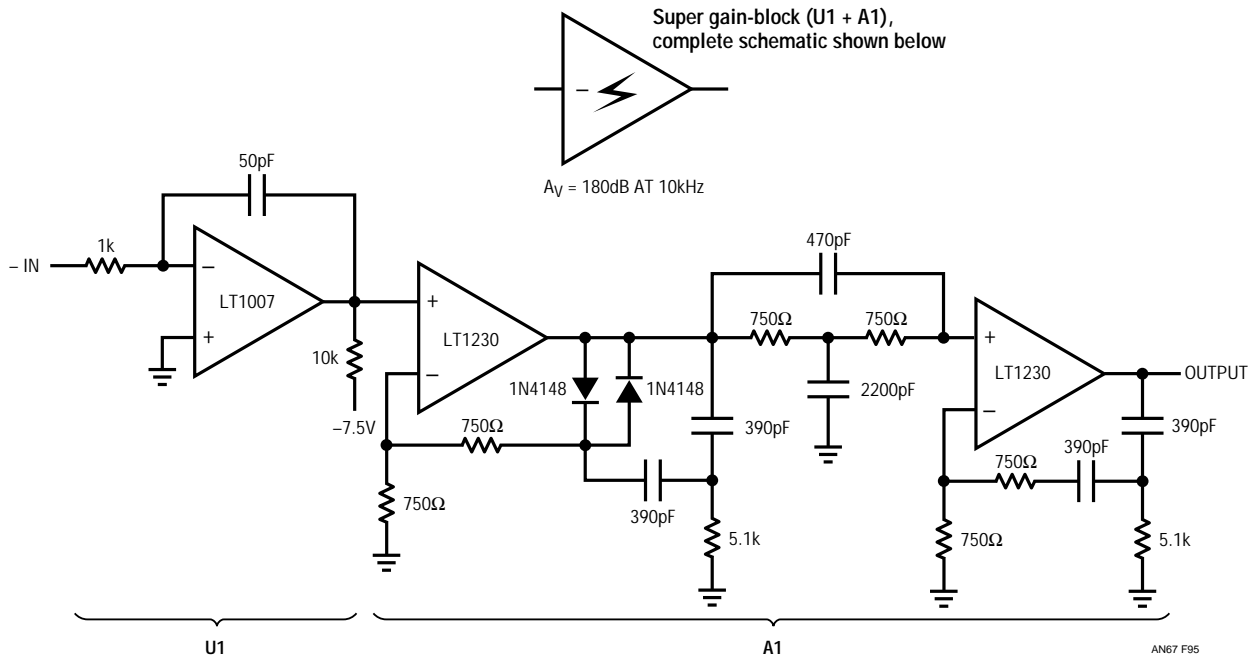 Super gain-block (U1 + A1),
complete schematic shown below
–
AV = 180dB AT 10kHz
50pF
– IN
1k
–
LT1007
+
10k
–7.5V
+
LT1230
–
1N4148
1N4148
750Ω
750Ω
390pF
390pF
5.1k
470pF
750Ω
750Ω
2200pF
+
LT1230
–
OUTPUT
390pF
390pF
750Ω
750Ω
5.1k
U1
A1
AN67 F95